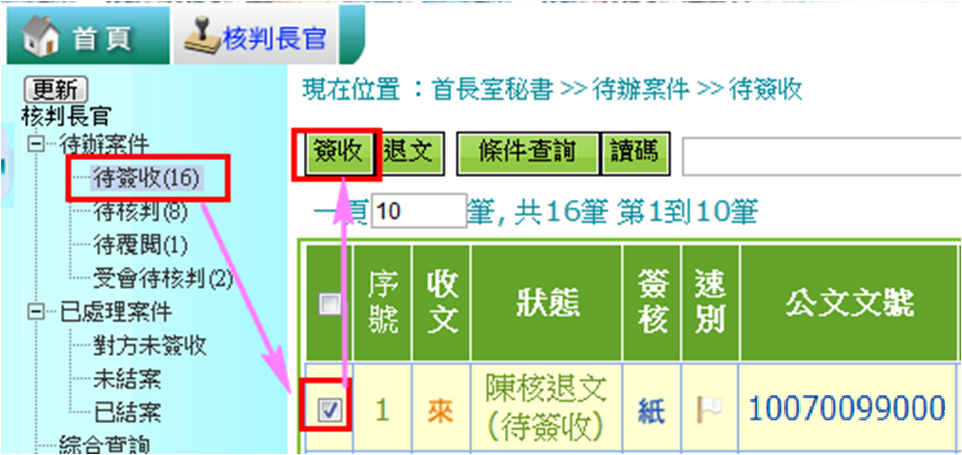 首頁
核判長官
更新
核判長官
待辦案件
待簽收(16)
待核判(8)
待覆閱(1)
受會待核判(2)
已處理案件
對方未簽收
未結案
已結案
綜合查詢
現在位置：首長室秘書 >> 待辦案件 >> 待簽收
簽收 退文 條件查詢 讀碼
一頁 10 筆, 共16筆 第1到10筆
序號 收文 狀態 簽核 速別 公文文號
1 來 陳核退文 紙 10070099000
(待簽收)